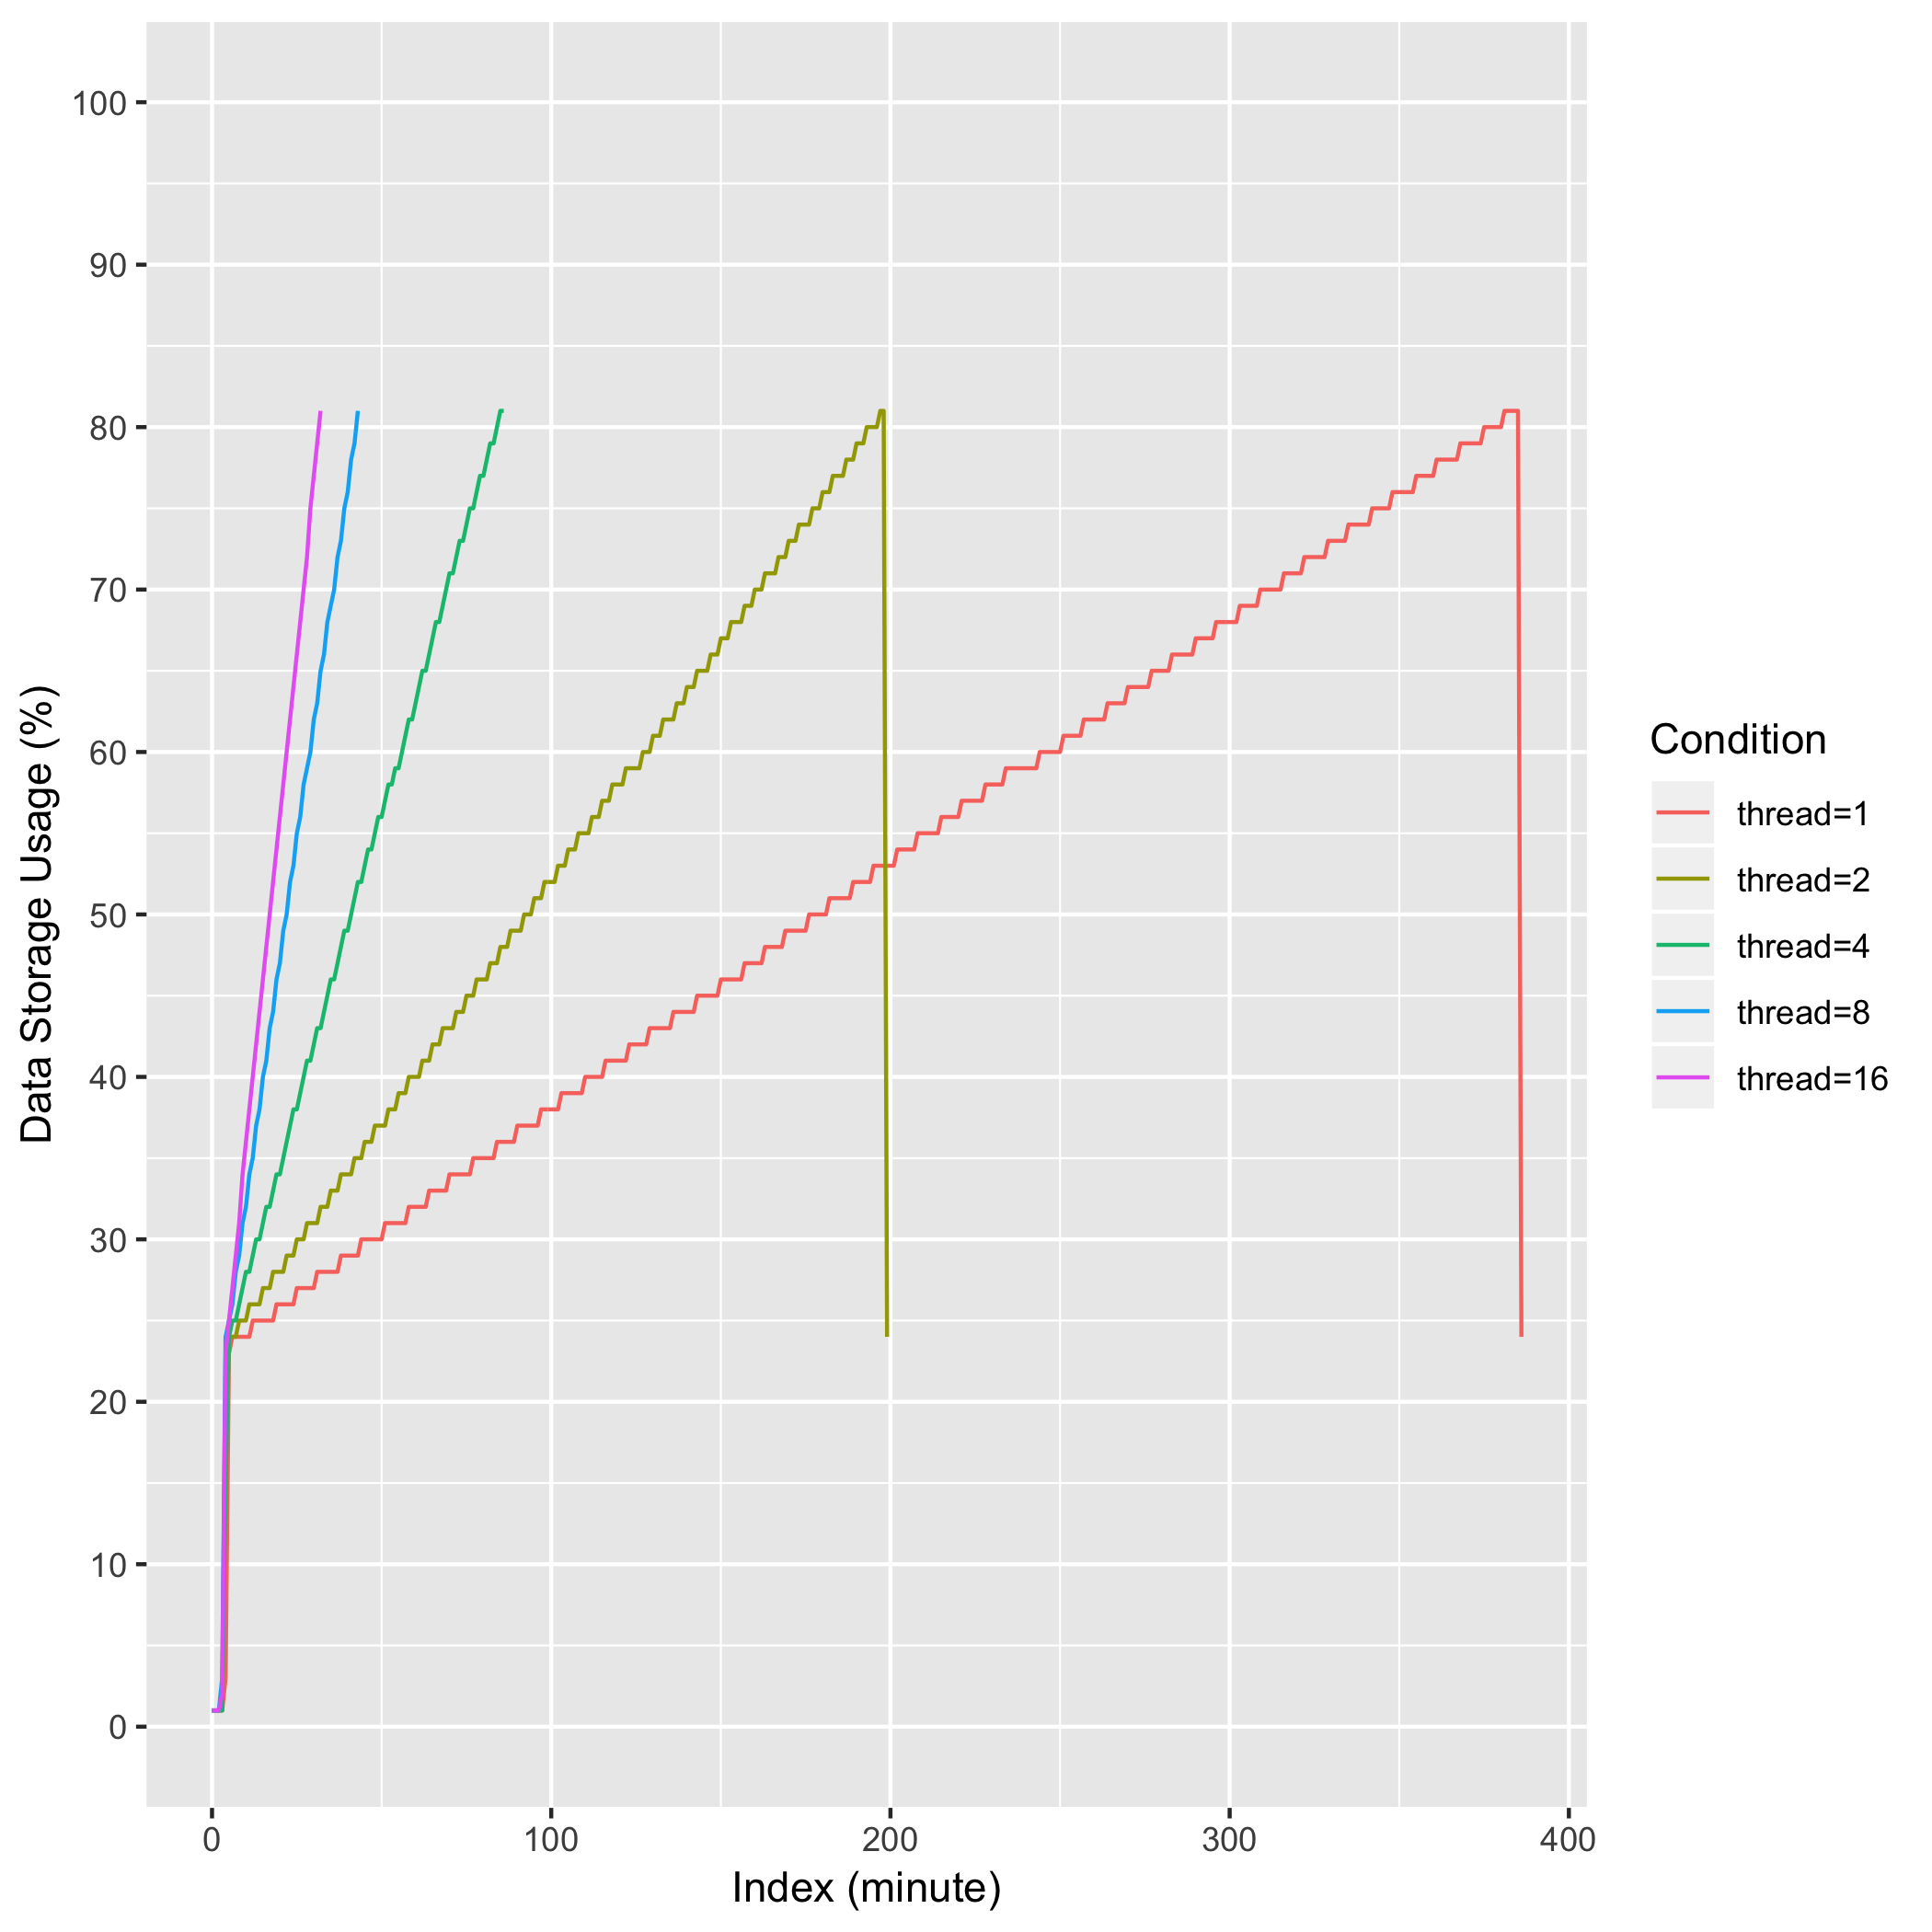 100
90
80
70
60
50
40
30
20
10
0
Data Storage Usage (%)
0 100 200 300 400
Index (minute)
Condition
thread=1
thread=2
thread=4
thread=8
thread=16